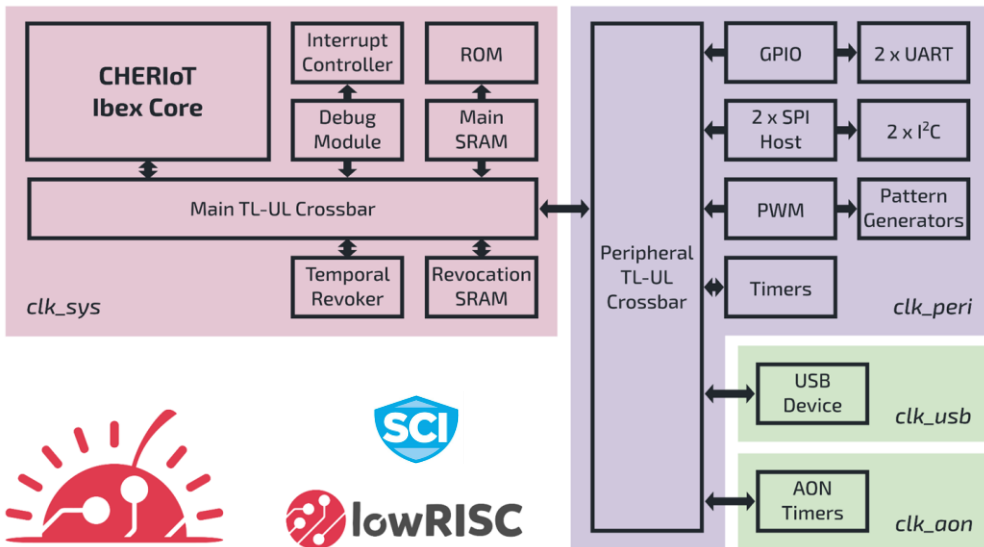 CHERIoT
Ibex Core
Interrupt
Controller
ROM
Debug
Module
Main
SRAM
Main TL-UL Crossbar
Temporal
Revoker
Revocation
SRAM
clk_sys
Peripheral
TL-UL
Crossbar
GPIO
2 x UART
2 x SPI
Host
2 x I²C
PWM
Pattern
Generators
Timers
clk_peri
USB
Device
clk_usb
AON
Timers
clk_aon
SCI
lowRISC